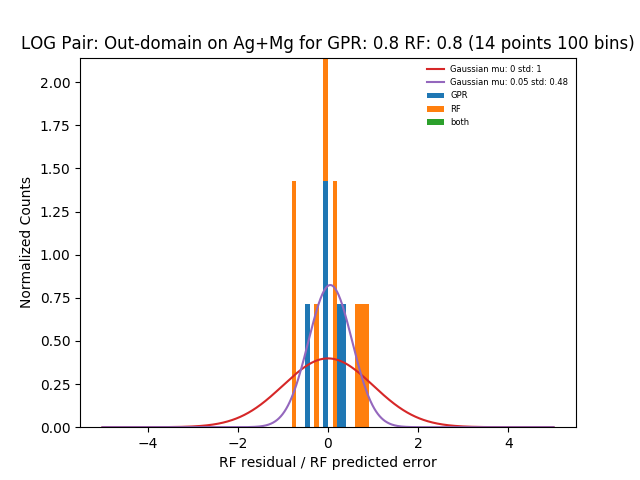 LOG Pair: Out-domain on Ag+Mg for GPR: 0.8 RF: 0.8 (14 points 100 bins)
Gaussian mu: 0 std: 1
Gaussian mu: 0.05 std: 0.48
GPR
RF
both
Normalized Counts
2.00
1.75
1.50
1.25
1.00
0.75
0.50
0.25
0.00
−4 −2 0 2 4
RF residual / RF predicted error